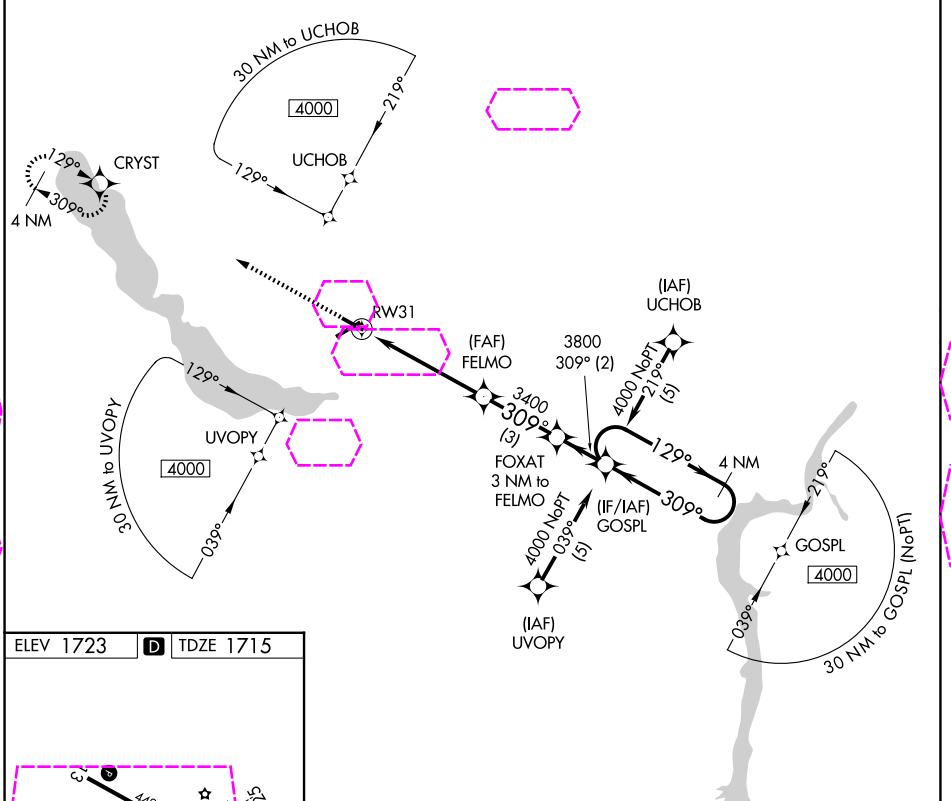 30 NM to UCHOB
4000
219°
UCHOB
129°
129°
CRYST
309°
4 NM
RW31
(IAF)
UCHOB
(FAF)
FELMO
3800
309° (2)
4000 NoPT
219°
(5)
3400
309°
(3)
FOXAT
3 NM to
FELMO
129°
4 NM
309°
(IF/IAF)
GOSPL
4000 NoPT
039°
(5)
(IAF)
UVOPY
129°
UVOPY
4000
30 NM to UVOPY
039°
219°
GOSPL
4000
039°
30 NM to GOSPL (NoPT)
ELEV 1723
D
TDZE 1715
13
P